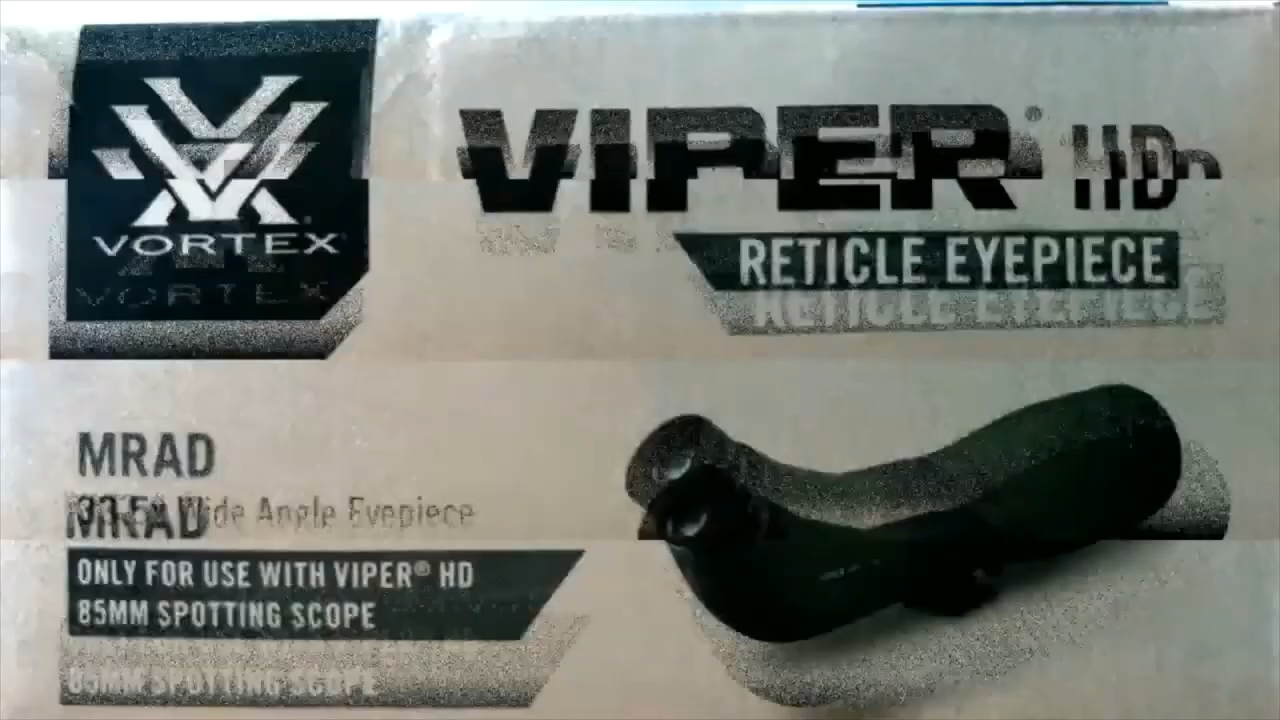 VORTEX
VIPER® HD
RETICLE EYEPIECE
MRAD
Wide Angle Eyepiece
ONLY FOR USE WITH VIPER® HD
85MM SPOTTING SCOPE